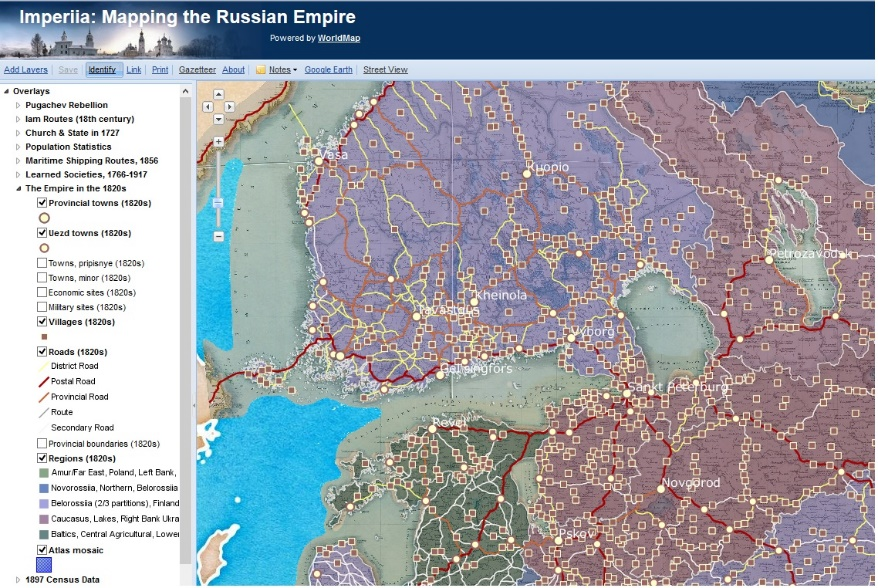 Imperiia: Mapping the Russian Empire
Powered by WorldMap
Add Layers Save Identify Link Print Gazetteer About Notes Google Earth Street View
Overlays
Pugachev Rebellion
Iam Routes (18th century)
Church & State in 1727
Population Statistics
Maritime Shipping Routes, 1856
Learned Societies, 1766-1917
The Empire in the 1820s
Provincial towns (1820s)
Uezd towns (1820s)
Towns, pripisnye (1820s)
Towns, minor (1820s)
Economic sites (1820s)
Military sites (1820s)
Villages (1820s)
Roads (1820s)
District Road
Postal Road
Provincial Road
Route
Secondary Road
Provincial boundaries (1820s)
Regions (1820s)
Amur/Far East, Poland, Left Bank,
Novorossiia, Northern, Belorossiia
Belorossiia (2/3 partitions), Finland
Caucasus, Lakes, Right Bank Ukra
Baltics, Central Agricultural, Lower
Atlas mosaic
1897 Census Data
Vasa
Kuopio
Petrozavodsk
Kheinola
Tavastgus
Vyborg
Gelsingfors
Sankt Peterburg
Revel
Novgorod
Pskov